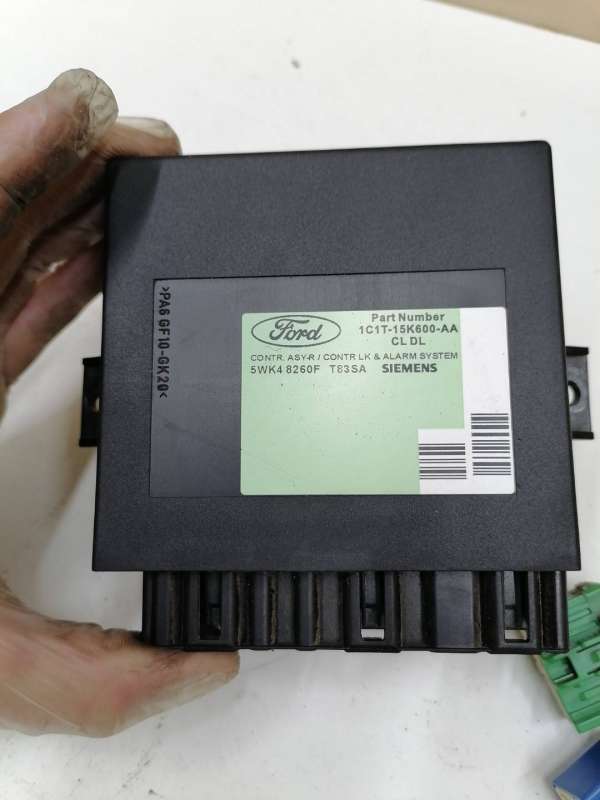 Ford
Part Number
1C1T-15K600-AA
CL DL
CONTR. ASY-R / CONTR LK & ALARM SYSTEM
5WK4 8260F T83SA SIEMENS
>PA6 GF10-GK20<